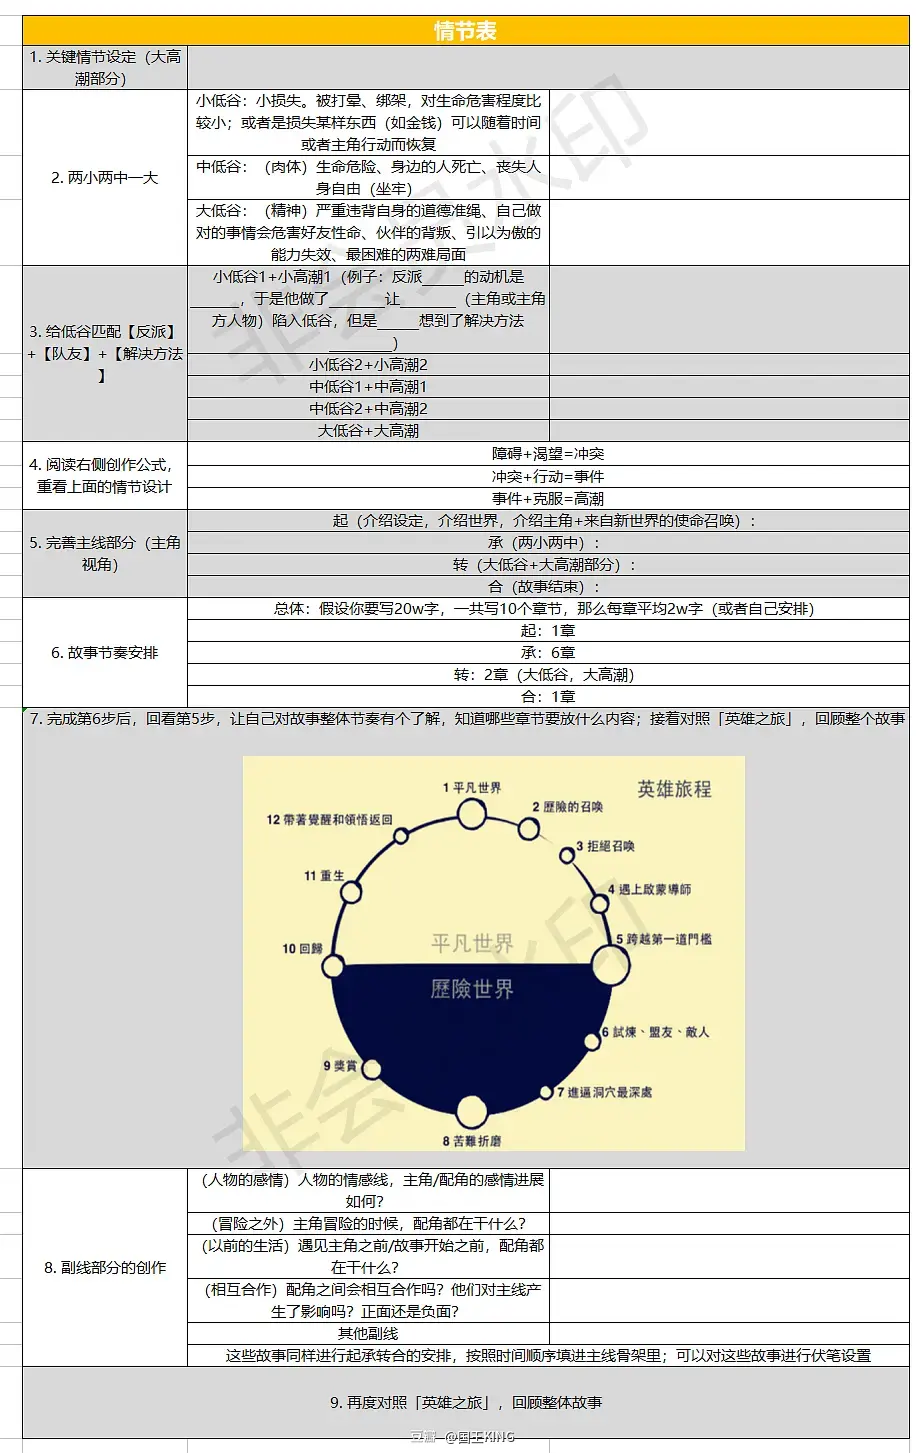 情节表
1. 关键情节设定（大高
潮部分）
2. 两小两中一大
小低谷：小损失。被打晕、绑架，对生命危害程度比
较小；或者是损失某样东西（如金钱）可以随着时间
或者主角行动而恢复
中低谷：（肉体）生命危险、身边的人死亡、丧失人
身自由（坐牢）
大低谷：（精神）严重违背自身的道德准绳、自己做
对的事情会危害好友性命、伙伴的背叛、引以为傲的
能力失效、最困难的两难局面
3. 给低谷匹配【反派】
+【队友】+【解决方法
】
小低谷1+小高潮1（例子：反派______的动机是
_______，于是他做了________让________（主角或主角
方人物）陷入低谷，但是______想到了解决方法
_________）
小低谷2+小高潮2
中低谷1+中高潮1
中低谷2+中高潮2
大低谷+大高潮
4. 阅读右侧创作公式，
重看上面的情节设计
障碍+渴望=冲突
冲突+行动=事件
事件+克服=高潮
5. 完善主线部分（主角
视角）
起（介绍设定，介绍世界，介绍主角+来自新世界的使命召唤）：
承（两小两中）：
转（大低谷+大高潮部分）：
合（故事结束）：
6. 故事节奏安排
总体：假设你要写20w字，一共写10个章节，那么每章平均2w字（或者自己安排）
起：1章
承：6章
转：2章（大低谷，大高潮）
合：1章
7. 完成第6步后，回看第5步，让自己对故事整体节奏有个了解，知道哪些章节要放什么内容；接着对照「英雄之旅」，回顾整个故事
英雄旅程
1 平凡世界
2 歷險的召喚
3 拒絕召喚
4 遇上啟蒙導師
5 跨越第一道門檻
6 試煉、盟友、敵人
7 進逼洞穴最深處
8 苦難折磨
9 獎賞
10 回歸
11 重生
12 帶著覺醒和領悟返回
平凡世界
歷險世界
8. 副线部分的创作
（人物的感情）人物的情感线，主角/配角的感情进展
如何？
（冒险之外）主角冒险的时候，配角都在干什么？
（以前的生活）遇见主角之前/故事开始之前，配角都
在干什么？
（相互合作）配角之间会相互合作吗？他们对主线产
生了影响吗？正面还是负面？
其他副线
这些故事同样进行起承转合的安排，按照时间顺序填进主线骨架里；可以对这些故事进行伏笔设置
9. 再度对照「英雄之旅」，回顾整体故事
非会员水印
非会员水印
豆瓣 @国王KING